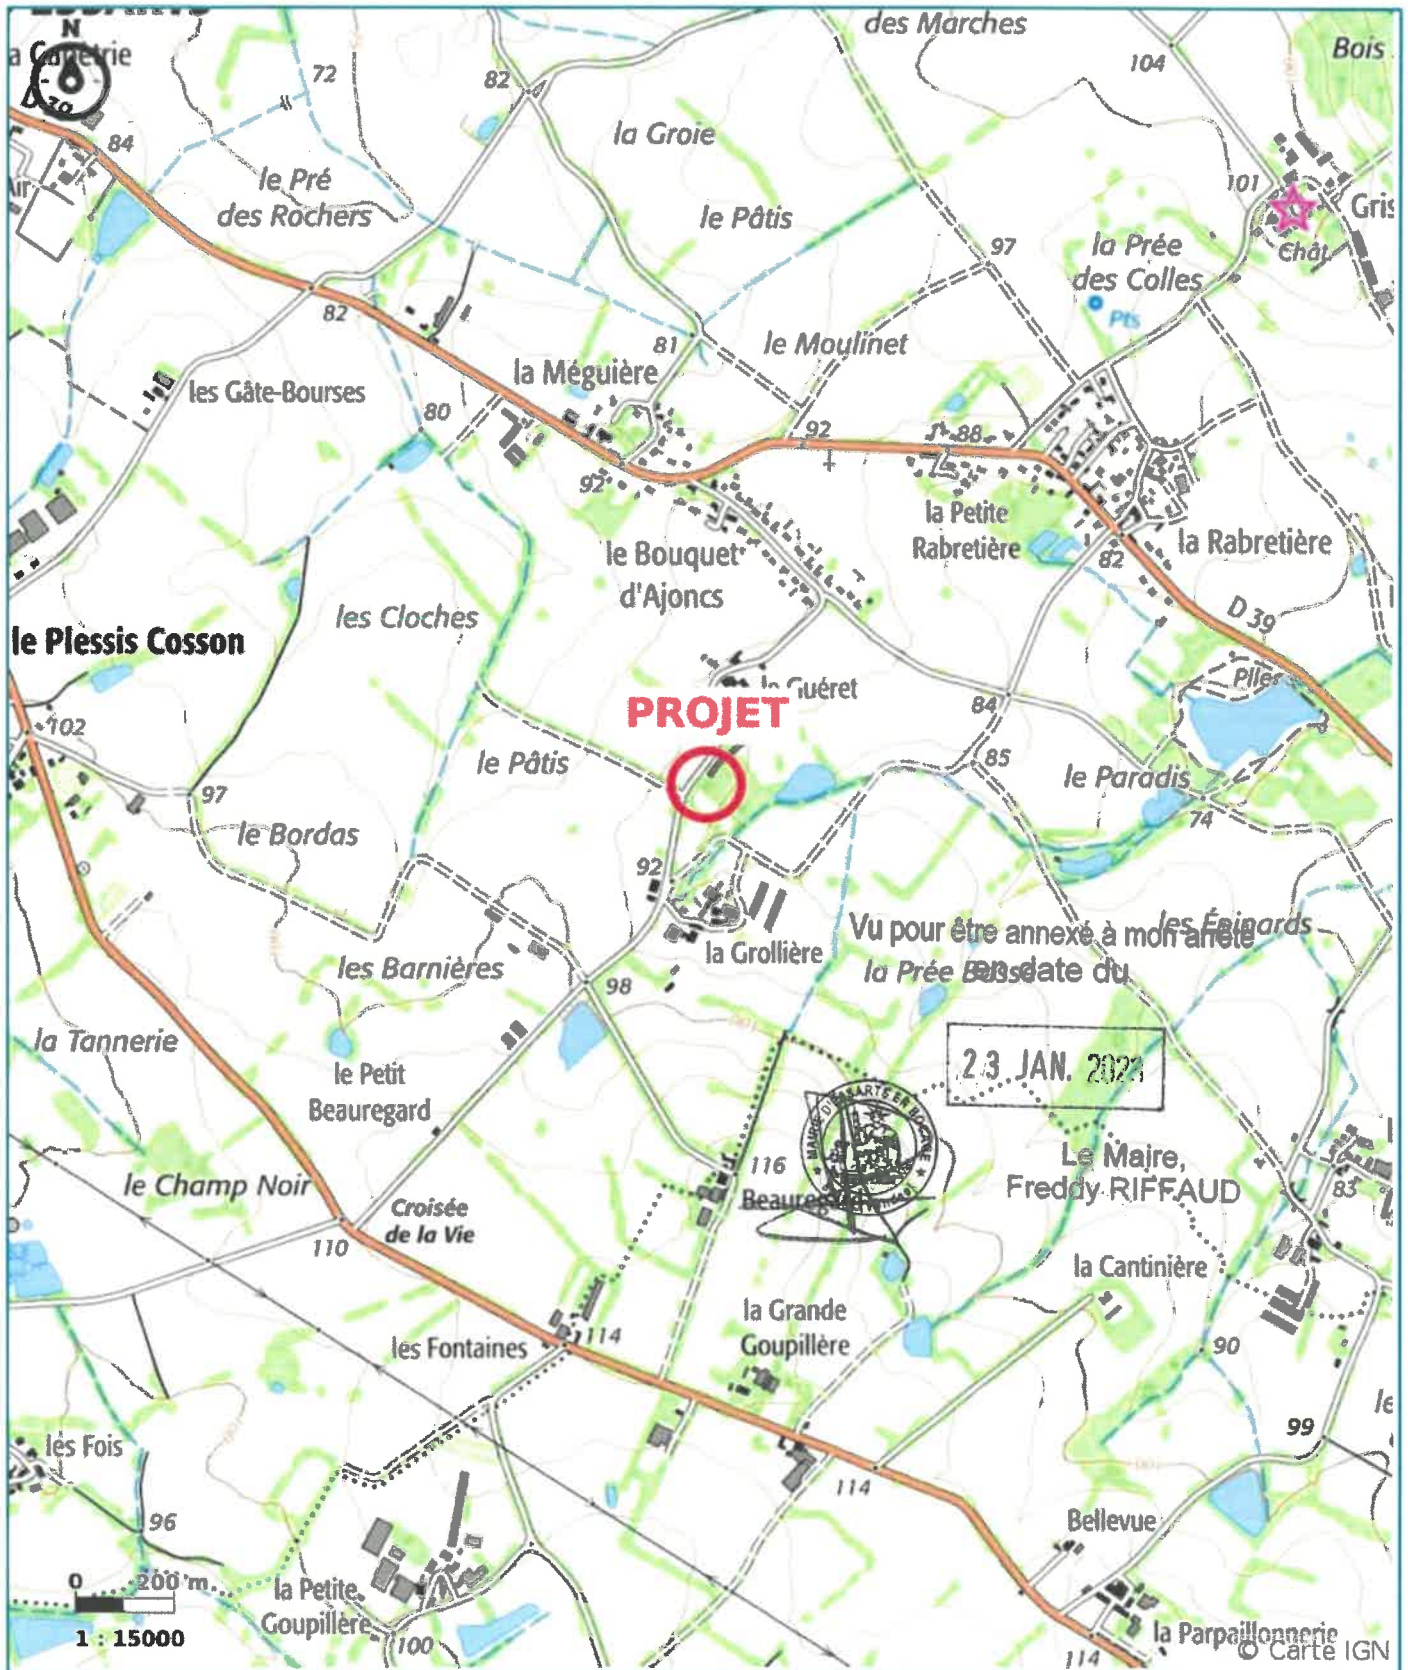 des Marches
104
Bois
N
72
82
84
la Groie
le Pré
des Rochers
le Pâtis
101
Chât.
97
la Prée
des Colles
Pts
82
81
le Moulinet
la Méguière
les Gâte-Bourses
80
92
88
92
la Petite
Rabretière
la Rabretière
82
le Bouquet
d'Ajoncs
les Cloches
D 39
le Plessis Cosson
le Guéret
PROJET
84
102
le Pâtis
85
le Paradis
97
74
le Bordas
92
les Épinards
Vu pour être annexé à mon arrêté
la Grollière
les Barnières
la Prée
en date du
98
la Tannerie
23 JAN.
le Petit
Beauregard
MAIRIE D'ESSARTS EN BOCAGE
116
Le Maire,
Freddy RIFFAUD
83
le Champ Noir
Croisée
de la Vie
110
la Cantinière
la Grande
Goupillère
114
les Fontaines
90
99
les Fois
114
96
Bellevue
0 200 m
la Petite
Goupillère
1 : 15000
100
la Parpaillonnerie
114
© Carte IGN